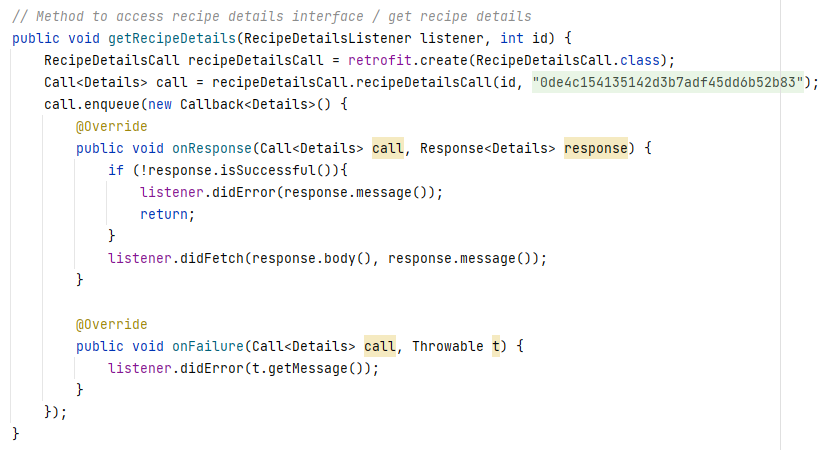 // Method to access recipe details interface / get recipe details
public void getRecipeDetails(RecipeDetailsListener listener, int id) {
RecipeDetailsCall recipeDetailsCall = retrofit.create(RecipeDetailsCall.class);
Call<Details> call = recipeDetailsCall.recipeDetailsCall(id, "0de4c154135142d3b7adf45dd6b52b83");
call.enqueue(new Callback<Details>() {
@Override
public void onResponse(Call<Details> call, Response<Details> response) {
if (!response.isSuccessful()){
listener.didError(response.message());
return;
}
listener.didFetch(response.body(), response.message());
}
@Override
public void onFailure(Call<Details> call, Throwable t) {
listener.didError(t.getMessage());
}
});
}